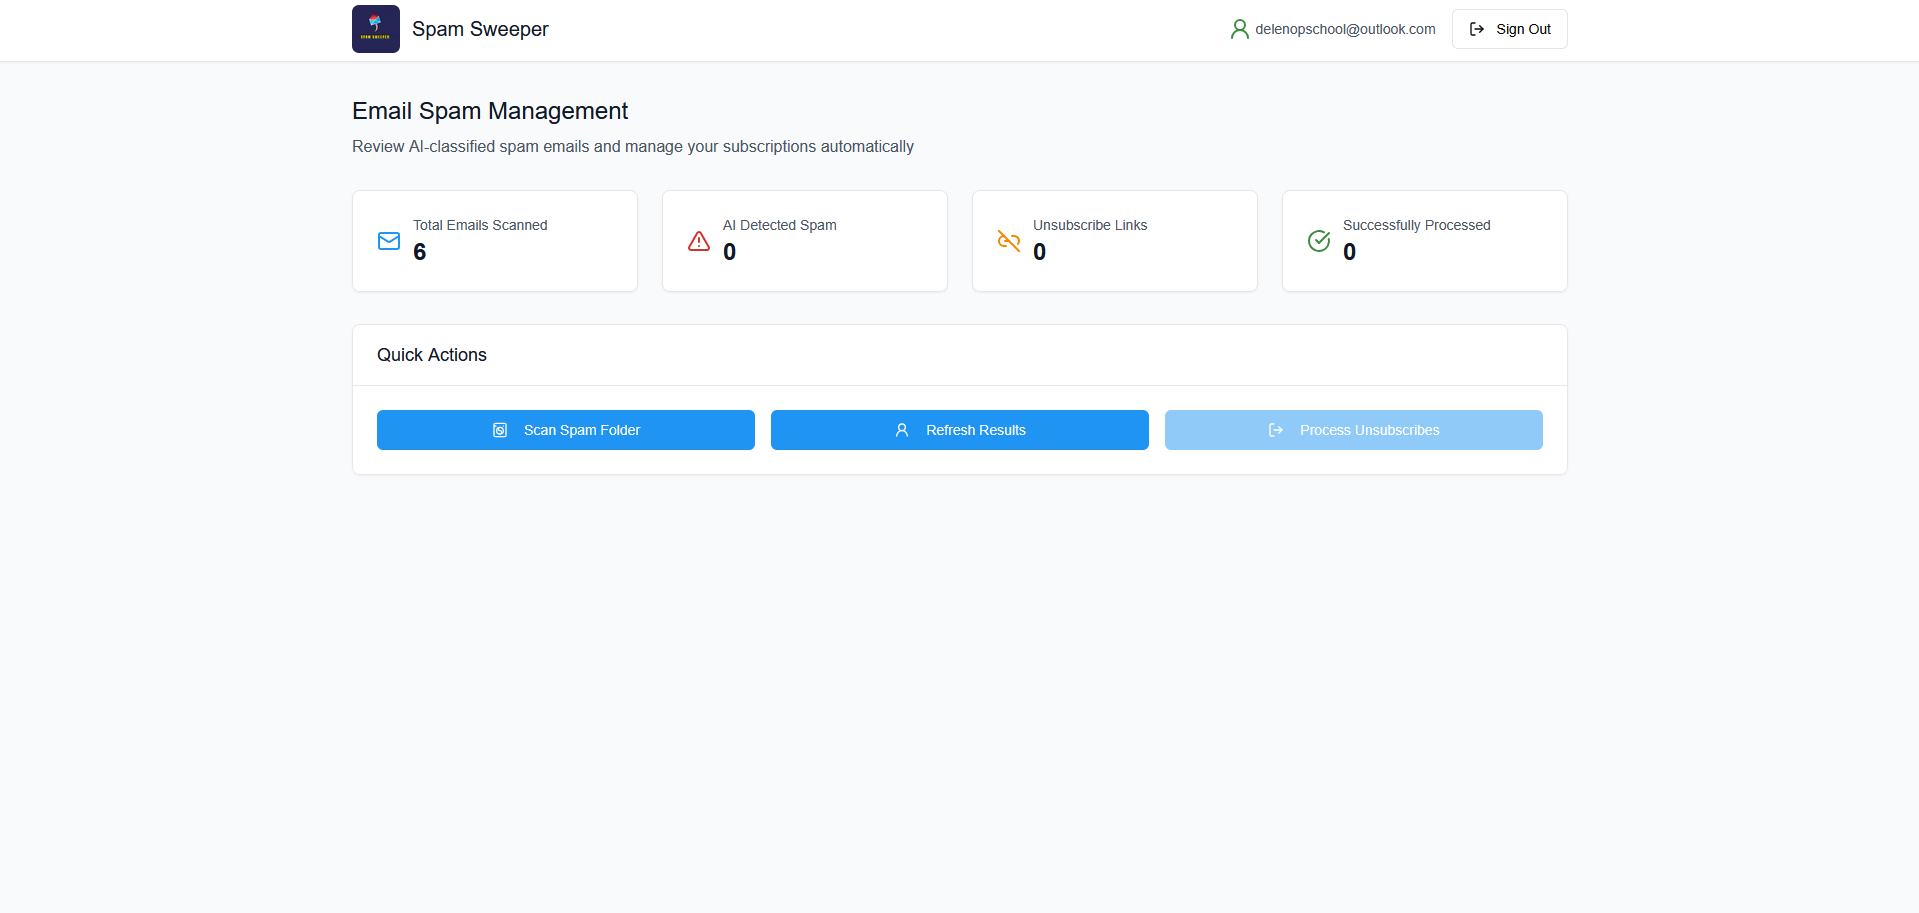 SPAM SWEEPER
Spam Sweeper
delenopschool@outlook.com
Sign Out
Email Spam Management
Review AI-classified spam emails and manage your subscriptions automatically
Total Emails Scanned
6
AI Detected Spam
0
Unsubscribe Links
0
Successfully Processed
0
Quick Actions
Scan Spam Folder
Refresh Results
Process Unsubscribes